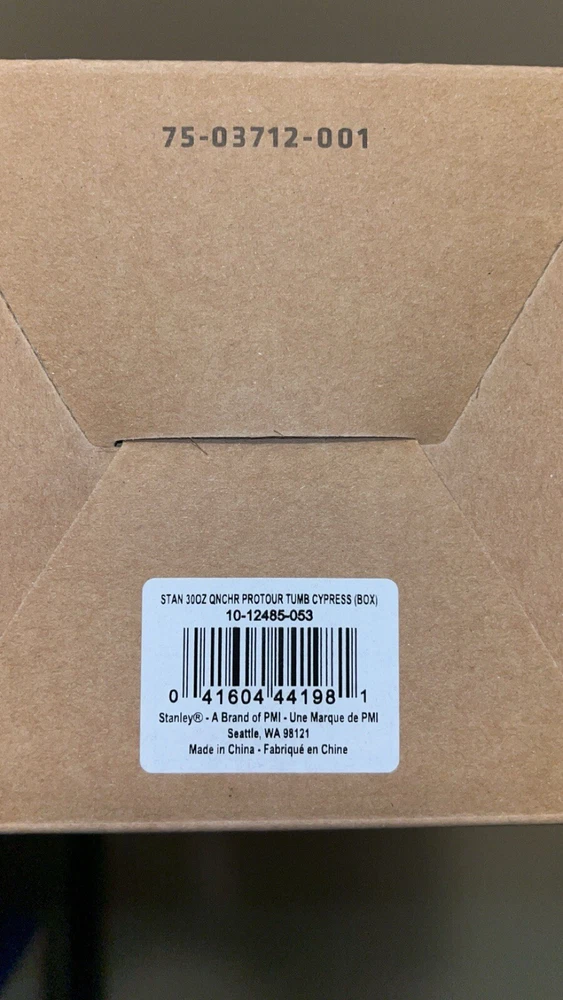 75-03712-001
STAN 30OZ QNCHR PROTOUR TUMB CYPRESS (BOX)
10-12485-053
0 41604 44198 1
Stanley® - A Brand of PMI - Une Marque de PMI
Seattle, WA 98121
Made in China - Fabriqué en Chine